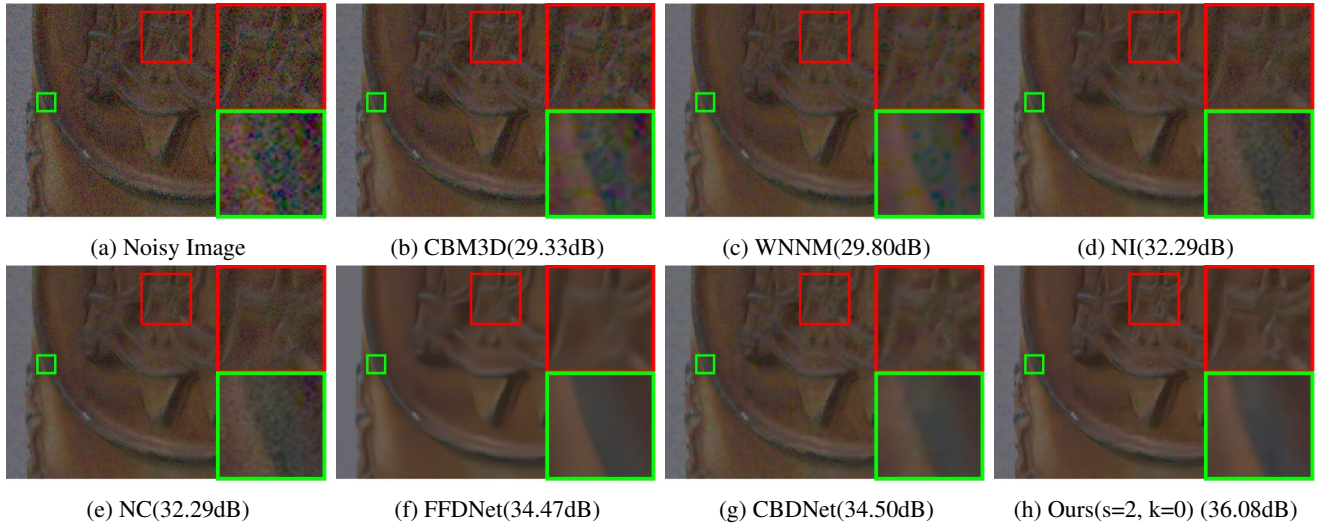 (a) Noisy Image
(b) CBM3D(29.33dB)
(c) WNNM(29.80dB)
(d) NI(32.29dB)
(e) NC(32.29dB)
(f) FFDNet(34.47dB)
(g) CBDNet(34.50dB)
(h) Ours(s=2, k=0) (36.08dB)